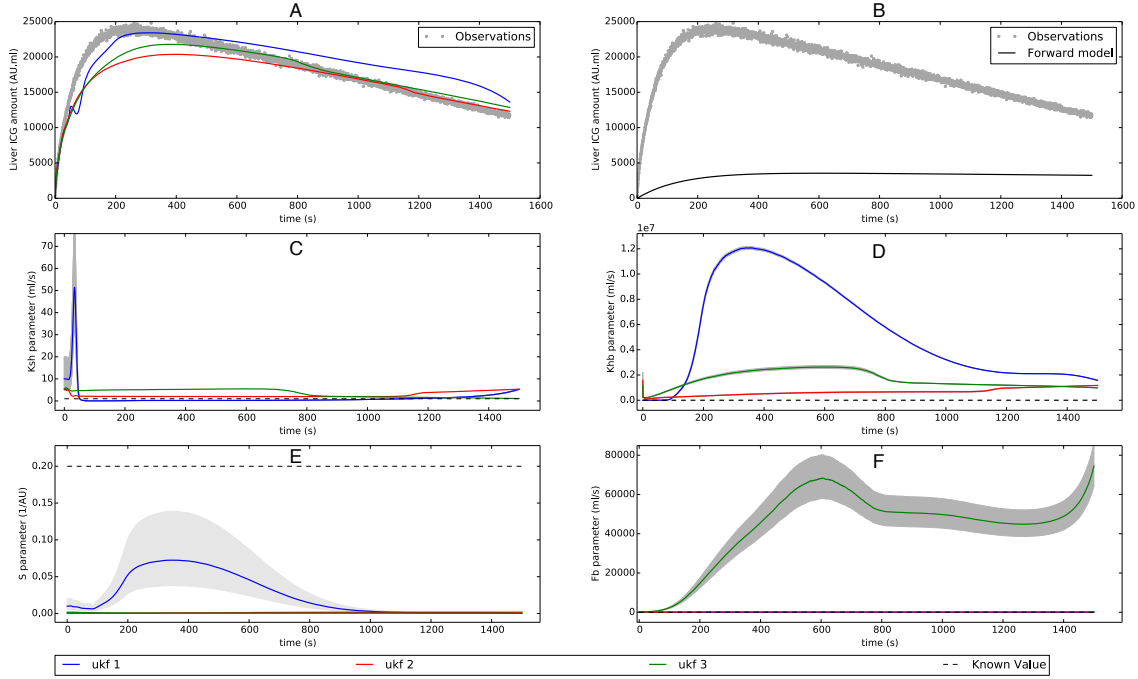 A
25000
20000
15000
10000
5000
0
Liver ICG amount (AU.ml)
Observations
0 200 400 600 800 1000 1200 1400 1600
time (s)
B
25000
20000
15000
10000
5000
0
Liver ICG amount (AU.ml)
Observations
Forward model
0 200 400 600 800 1000 1200 1400 1600
time (s)
C
70
60
50
40
30
20
10
0
Ksh parameter (ml/s)
0 200 400 600 800 1000 1200 1400
time (s)
D
1e7
1.2
1.0
0.8
0.6
0.4
0.2
0.0
Khb parameter (ml/s)
0 200 400 600 800 1000 1200 1400
time (s)
E
0.20
0.15
0.10
0.05
0.00
S parameter (1/AU)
0 200 400 600 800 1000 1200 1400
time (s)
F
80000
60000
40000
20000
0
Fb parameter (ml/s)
0 200 400 600 800 1000 1200 1400
time (s)
ukf 1 ukf 2 ukf 3 Known Value